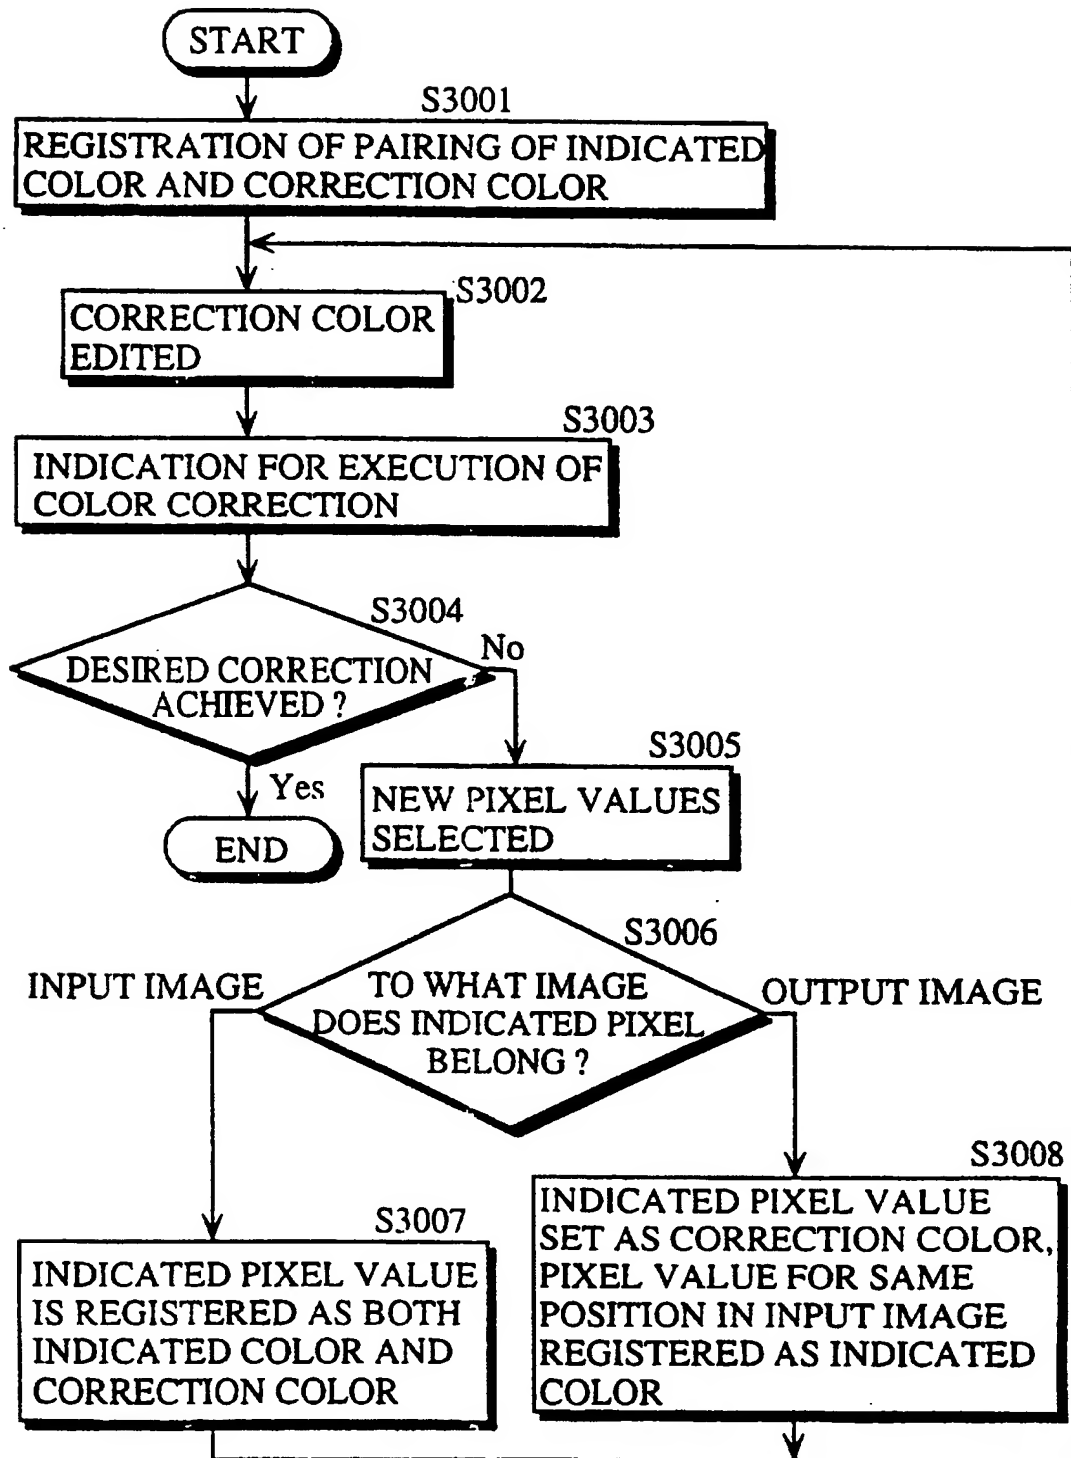 START
S3001
REGISTRATION OF PAIRING OF INDICATED
COLOR AND CORRECTION COLOR
S3002
CORRECTION COLOR
EDITED
S3003
INDICATION FOR EXECUTION OF
COLOR CORRECTION
S3004
No
DESIRED CORRECTION
ACHIEVED ?
S3005
Yes
NEW PIXEL VALUES
SELECTED
END
S3006
INPUT IMAGE
TO WHAT IMAGE
DOES INDICATED PIXEL
BELONG ?
OUTPUT IMAGE
S3007
INDICATED PIXEL VALUE
IS REGISTERED AS BOTH
INDICATED COLOR AND
CORRECTION COLOR
S3008
INDICATED PIXEL VALUE
SET AS CORRECTION COLOR,
PIXEL VALUE FOR SAME
POSITION IN INPUT IMAGE
REGISTERED AS INDICATED
COLOR